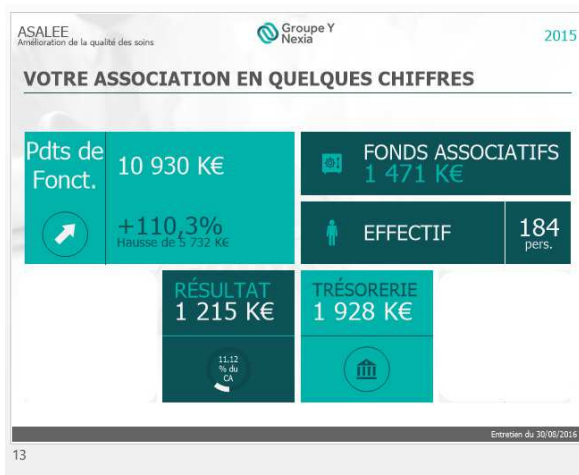 ASALEE
Amélioration de la qualité des soins
Groupe Y
Nexia
2015
VOTRE ASSOCIATION EN QUELQUES CHIFFRES
Pdts de
Fonct.
10 930 K€
+110,3%
Hausse de 5 732 K€
FONDS ASSOCIATIFS
1 471 K€
EFFECTIF
184
pers.
RÉSULTAT
1 215 K€
11,12
% du
CA
TRÉSORERIE
1 928 K€
Entretien du 30/08/2016
13